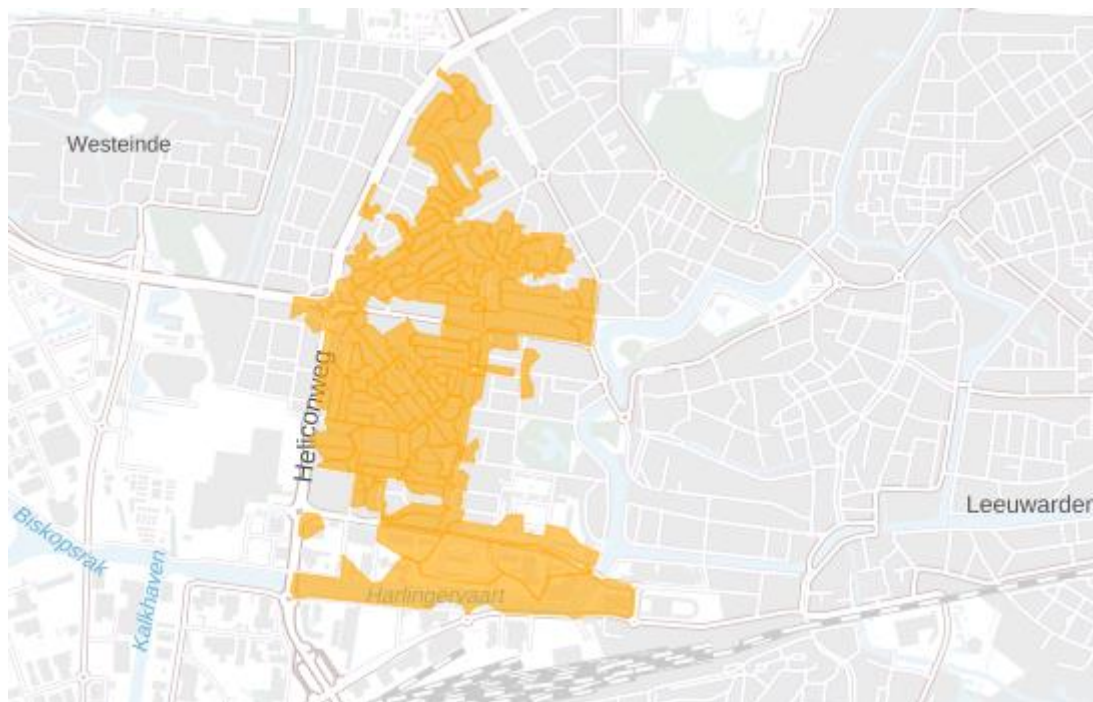 Westeinde
Heliconweg
Leeuwarden
Biskopsrak
Kalkhaven
Harlingervaart